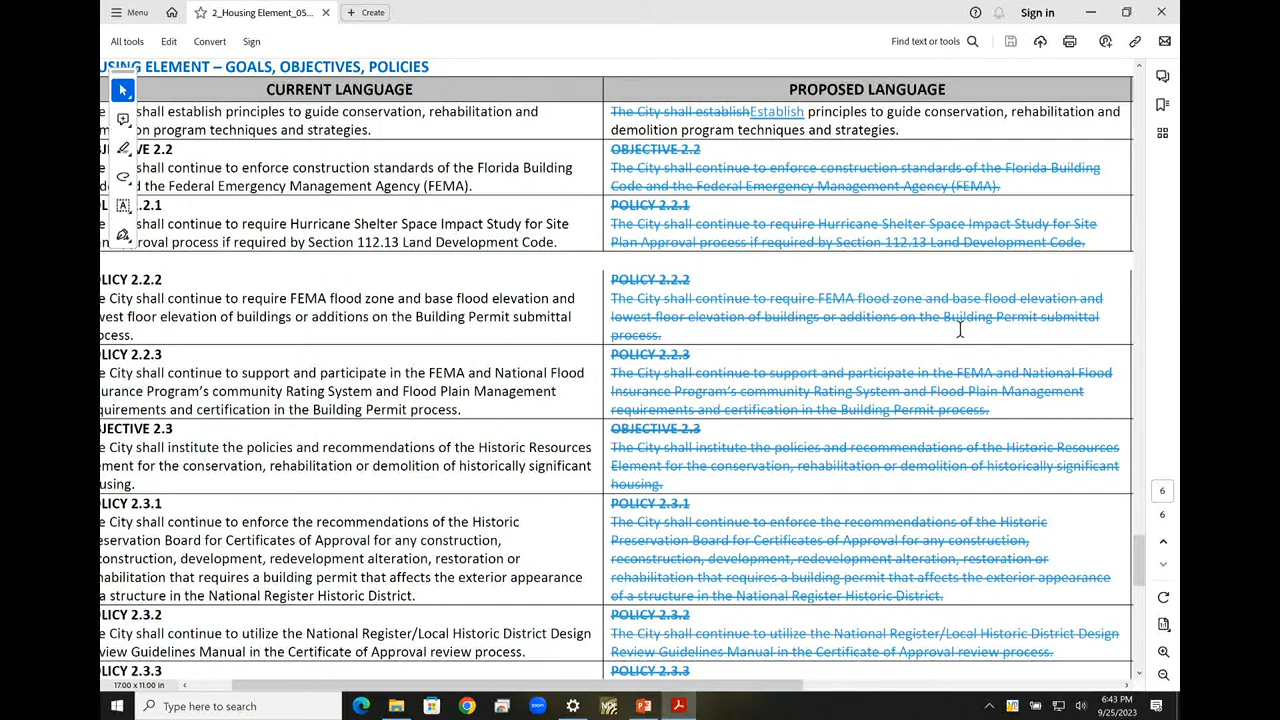 Menu
2_Housing Element_05...
Create
Sign in
All tools
Edit
Convert
Sign
Find text or tools
USING ELEMENT – GOALS, OBJECTIVES, POLICIES
CURRENT LANGUAGE
PROPOSED LANGUAGE
e City shall establish principles to guide conservation, rehabilitation and
on program techniques and strategies.
The City shall establishEstablish principles to guide conservation, rehabilitation and
demolition program techniques and strategies.
VE 2.2
shall continue to enforce construction standards of the Florida Building
d the Federal Emergency Management Agency (FEMA).
OBJECTIVE 2.2
The City shall continue to enforce construction standards of the Florida Building
Code and the Federal Emergency Management Agency (FEMA).
2.2.1
shall continue to require Hurricane Shelter Space Impact Study for Site
pproval process if required by Section 112.13 Land Development Code.
POLICY 2.2.1
The City shall continue to require Hurricane Shelter Space Impact Study for Site
Plan Approval process if required by Section 112.13 Land Development Code.
OLICY 2.2.2
e City shall continue to require FEMA flood zone and base flood elevation and
west floor elevation of buildings or additions on the Building Permit submittal
ocess.
POLICY 2.2.2
The City shall continue to require FEMA flood zone and base flood elevation and
lowest floor elevation of buildings or additions on the Building Permit submittal
process.
OLICY 2.2.3
e City shall continue to support and participate in the FEMA and National Flood
surance Program's community Rating System and Flood Plain Management
quirements and certification in the Building Permit process.
POLICY 2.2.3
The City shall continue to support and participate in the FEMA and National Flood
Insurance Program's community Rating System and Flood Plain Management
requirements and certification in the Building Permit process.
BJECTIVE 2.3
e City shall institute the policies and recommendations of the Historic Resources
ement for the conservation, rehabilitation or demolition of historically significant
using.
OBJECTIVE 2.3
The City shall institute the policies and recommendations of the Historic Resources
Element for the conservation, rehabilitation or demolition of historically significant
housing.
OLICY 2.3.1
e City shall continue to enforce the recommendations of the Historic
eservation Board for Certificates of Approval for any construction,
construction, development, redevelopment alteration, restoration or
habilitation that requires a building permit that affects the exterior appearance
a structure in the National Register Historic District.
POLICY 2.3.1
The City shall continue to enforce the recommendations of the Historic
Preservation Board for Certificates of Approval for any construction,
reconstruction, development, redevelopment alteration, restoration or
rehabilitation that requires a building permit that affects the exterior appearance
of a structure in the National Register Historic District.
OLICY 2.3.2
e City shall continue to utilize the National Register/Local Historic District Design
view Guidelines Manual in the Certificate of Approval review process.
POLICY 2.3.2
The City shall continue to utilize the National Register/Local Historic District Design
Review Guidelines Manual in the Certificate of Approval review process.
OLICY 2.3.3
POLICY 2.3.3
6
6
17.00 x 11.00 in
Type here to search
6:43 PM
9/25/2023